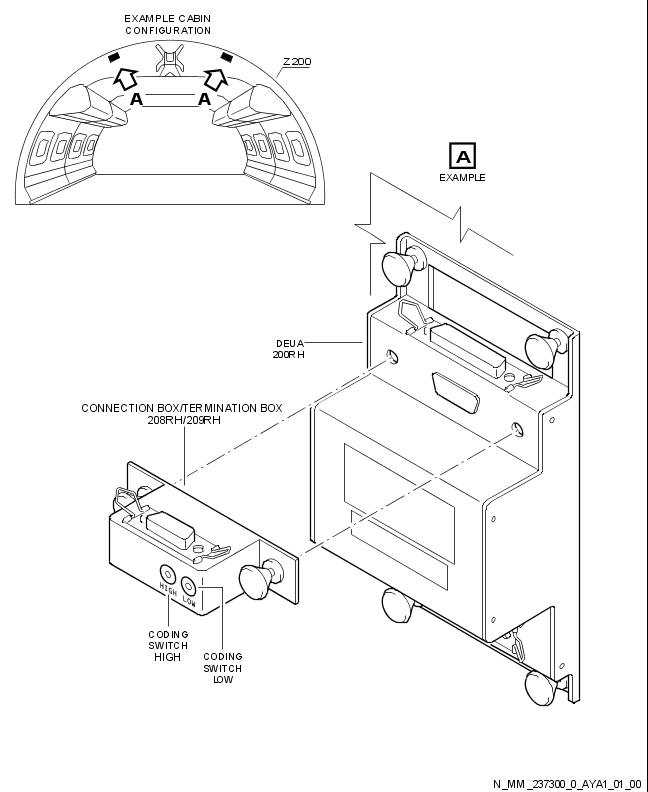 EXAMPLE CABIN
CONFIGURATION
Z200
A
A
A
EXAMPLE
DEUA
200RH
CONNECTION BOX/TERMINATION BOX
208RH/209RH
HIGH
LOW
CODING
SWITCH
HIGH
CODING
SWITCH
LOW
N_MM_237300_0_AYA1_01_00